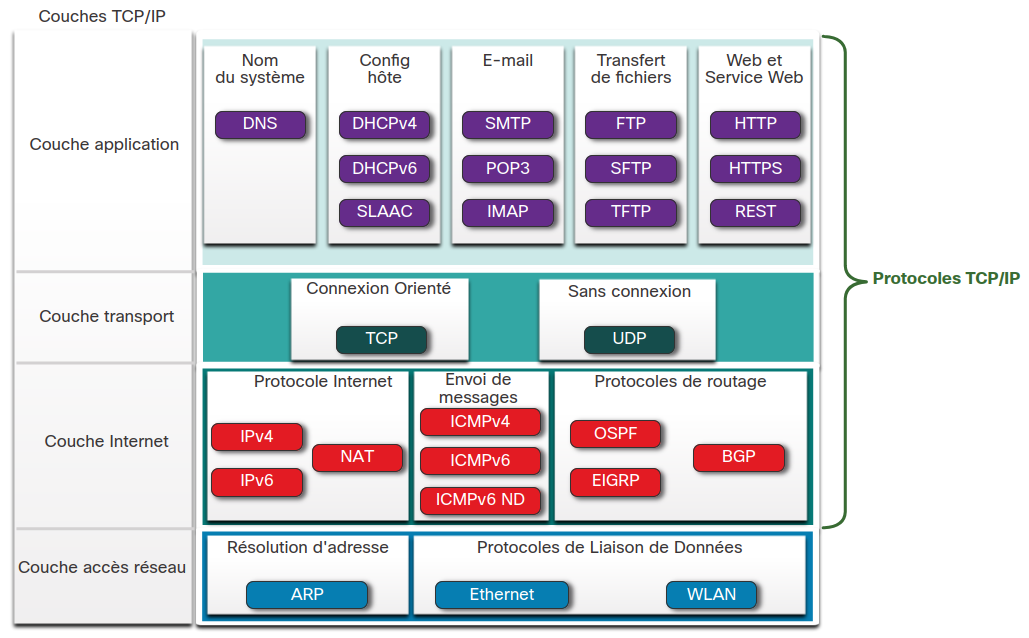 Couches TCP/IP
Couche application
Nom
du système
DNS
Config
hôte
DHCPv4
DHCPv6
SLAAC
E-mail
SMTP
POP3
IMAP
Transfert
de fichiers
FTP
SFTP
TFTP
Web et
Service Web
HTTP
HTTPS
REST
Protocoles TCP/IP
Couche transport
Connexion Orienté
TCP
Sans connexion
UDP
Couche Internet
Protocole Internet
IPv4
NAT
IPv6
Envoi de
messages
ICMPv4
ICMPv6
ICMPv6 ND
Protocoles de routage
OSPF
BGP
EIGRP
Couche accès réseau
Résolution d'adresse
ARP
Protocoles de Liaison de Données
Ethernet
WLAN